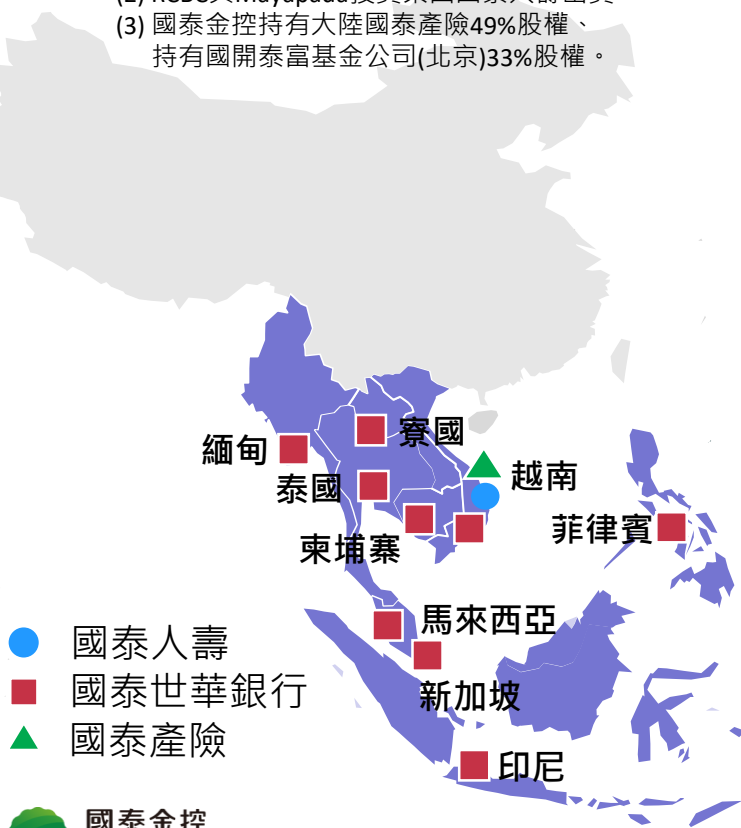 (3) 國泰金控持有大陸國泰產險49%股權、
持有國開泰富基金公司(北京)33%股權。
寮國
緬甸
越南
泰國
菲律賓
柬埔寨
馬來西亞
國泰人壽
國泰世華銀行
新加坡
國泰產險
印尼
國泰金控